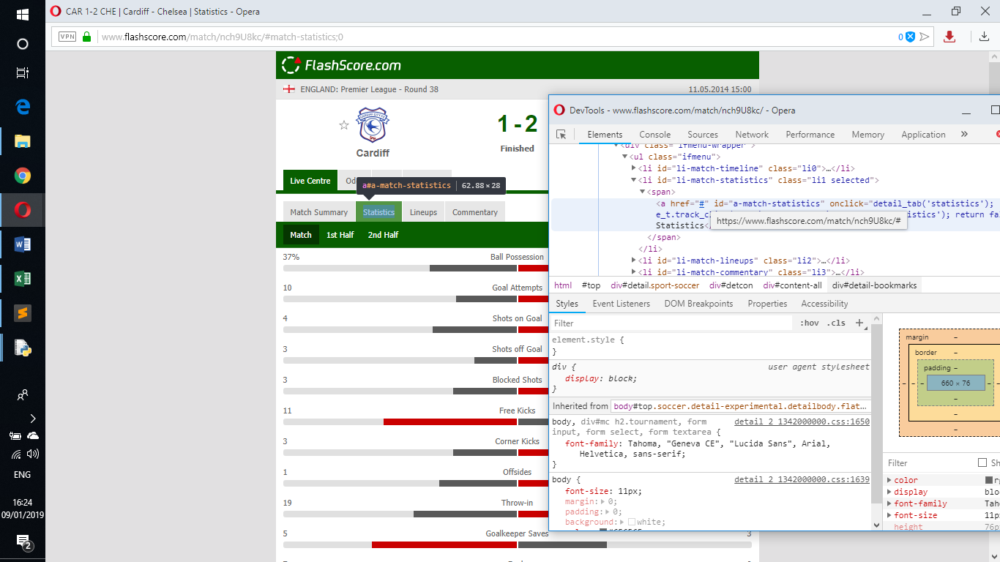 CAR 1-2 CHE | Cardiff - Chelsea | Statistics - Opera
VPN www.flashscore.com/match/nch9U8kc/#match-statistics;0 0
FlashScore.com
ENGLAND: Premier League - Round 38 11.05.2014 15:00
1 - 2
Finished
Cardiff
Live Centre Od
a#a-match-statistics 62.88 × 28
Match Summary Statistics Lineups Commentary
Match 1st Half 2nd Half
37% Ball Possession
10 Goal Attempts
4 Shots on Goal
3 Shots off Goal
3 Blocked Shots
11 Free Kicks
3 Corner Kicks
1 Offsides
19 Throw-in
5 Goalkeeper Saves 3
DevTools - www.flashscore.com/match/nch9U8kc/ - Opera
Elements Console Sources Network Performance Memory Application »
<div class="ifmenu-wrapper">
<ul class="ifmenu">
<li id="li-match-timeline" class="li0">…</li>
<li id="li-match-statistics" class="li1 selected">
<span>
<a href="#" id="a-match-statistics" onclick="detail_tab('statistics');
e_t.track_cl tistics'); return fal
https://www.flashscore.com/match/nch9U8kc/#
Statistics<
</span>
</li>
<li id="li-match-lineups" class="li2">…</li>
<li id="li-match-commentary" class="li3">…</li>
html #top div#detail.sport-soccer div#detcon div#content-all div#detail-bookmarks
Styles Event Listeners DOM Breakpoints Properties Accessibility
Filter :hov .cls +
element.style {
}
div { user agent stylesheet
display: block;
}
Inherited from body#top.soccer.detail-experimental.detailbody.flat…
body, div#mc h2.tournament, form detail_2_1342000000.css:1650
input, form select, form textarea {
font-family: Tahoma, "Geneva CE", "Lucida Sans", Arial,
Helvetica, sans-serif;
}
body { detail_2_1342000000.css:1639
font-size: 11px;
margin: 0;
padding: 0;
background: white;
margin –
border –
padding –
660 × 76
Filter Sh
color rg
display blo
font-family Taho
font-size 11p
height 76p
ENG
16:24
09/01/2019
2